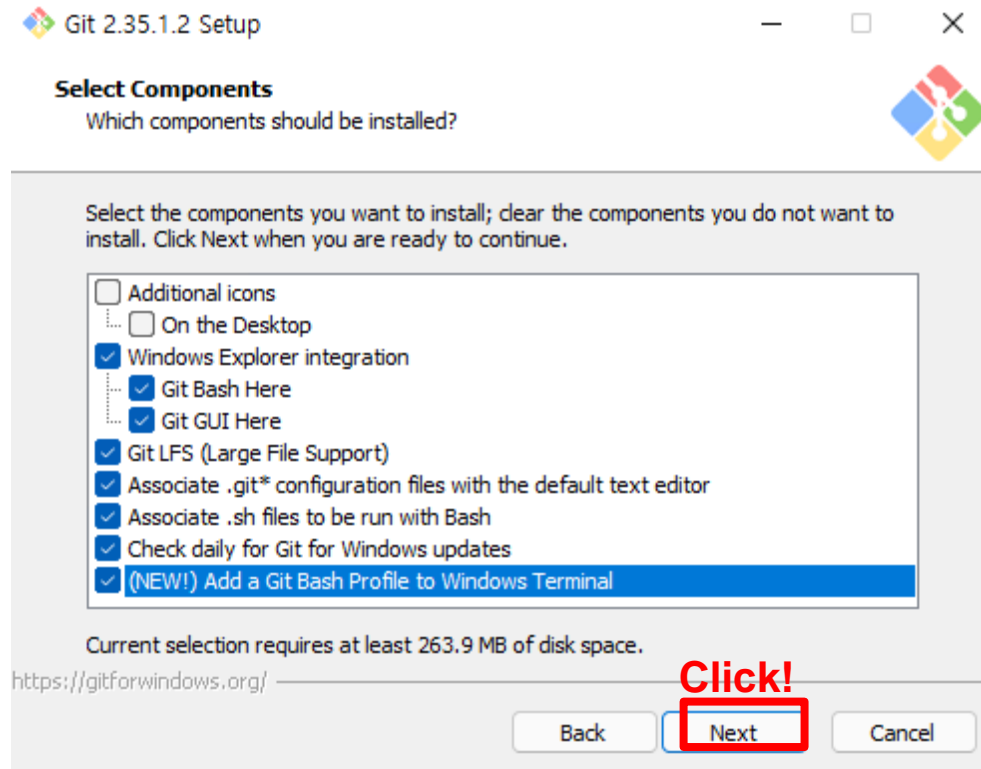 Git 2.35.1.2 Setup
Select Components
Which components should be installed?
Select the components you want to install; clear the components you do not want to
install. Click Next when you are ready to continue.
Additional icons
On the Desktop
Windows Explorer integration
Git Bash Here
Git GUI Here
Git LFS (Large File Support)
Associate .git* configuration files with the default text editor
Associate .sh files to be run with Bash
Check daily for Git for Windows updates
(NEW!) Add a Git Bash Profile to Windows Terminal
Current selection requires at least 263.9 MB of disk space.
https://gitforwindows.org/
Click!
Back
Next
Cancel